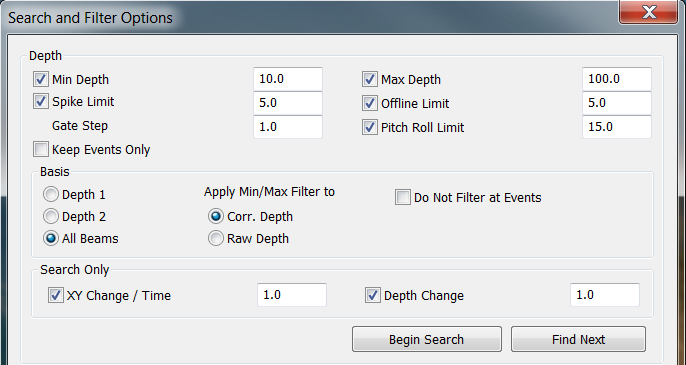 Search and Filter Options
Depth
Min Depth 10.0 Max Depth 100.0
Spike Limit 5.0 Offline Limit 5.0
Gate Step 1.0 Pitch Roll Limit 15.0
Keep Events Only
Basis
Depth 1 Apply Min/Max Filter to Do Not Filter at Events
Depth 2 Corr. Depth
All Beams Raw Depth
Search Only
XY Change / Time 1.0 Depth Change 1.0
Begin Search Find Next